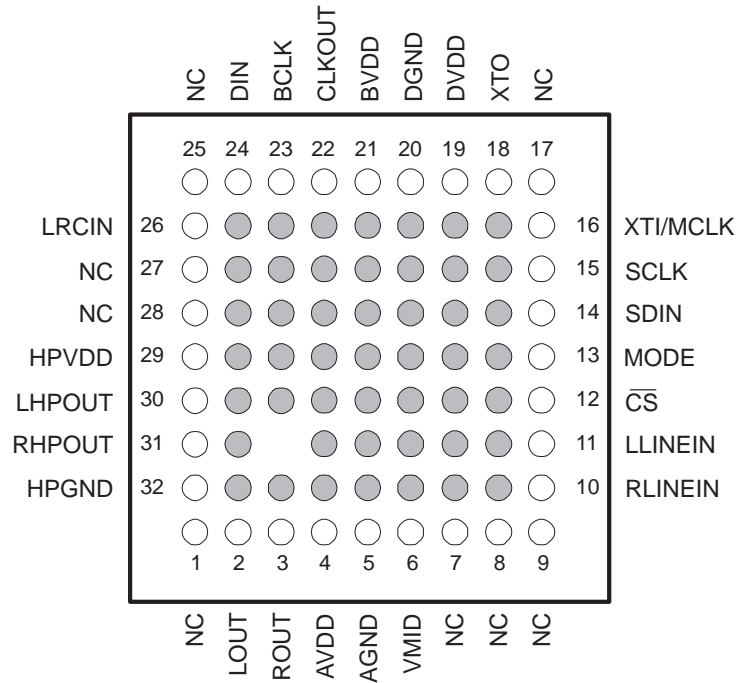 NC DIN BCLK CLKOUT BVDD DGND DVDD XTO NC
25 24 23 22 21 20 19 18 17
LRCIN 26 16 XTI/MCLK
NC 27 15 SCLK
NC 28 14 SDIN
HPVDD 29 13 MODE
LHPOUT 30 12 C̅S̅
RHPOUT 31 11 LLINEIN
HPGND 32 10 RLINEIN
1 2 3 4 5 6 7 8 9
NC LOUT ROUT AVDD AGND VMID NC NC NC